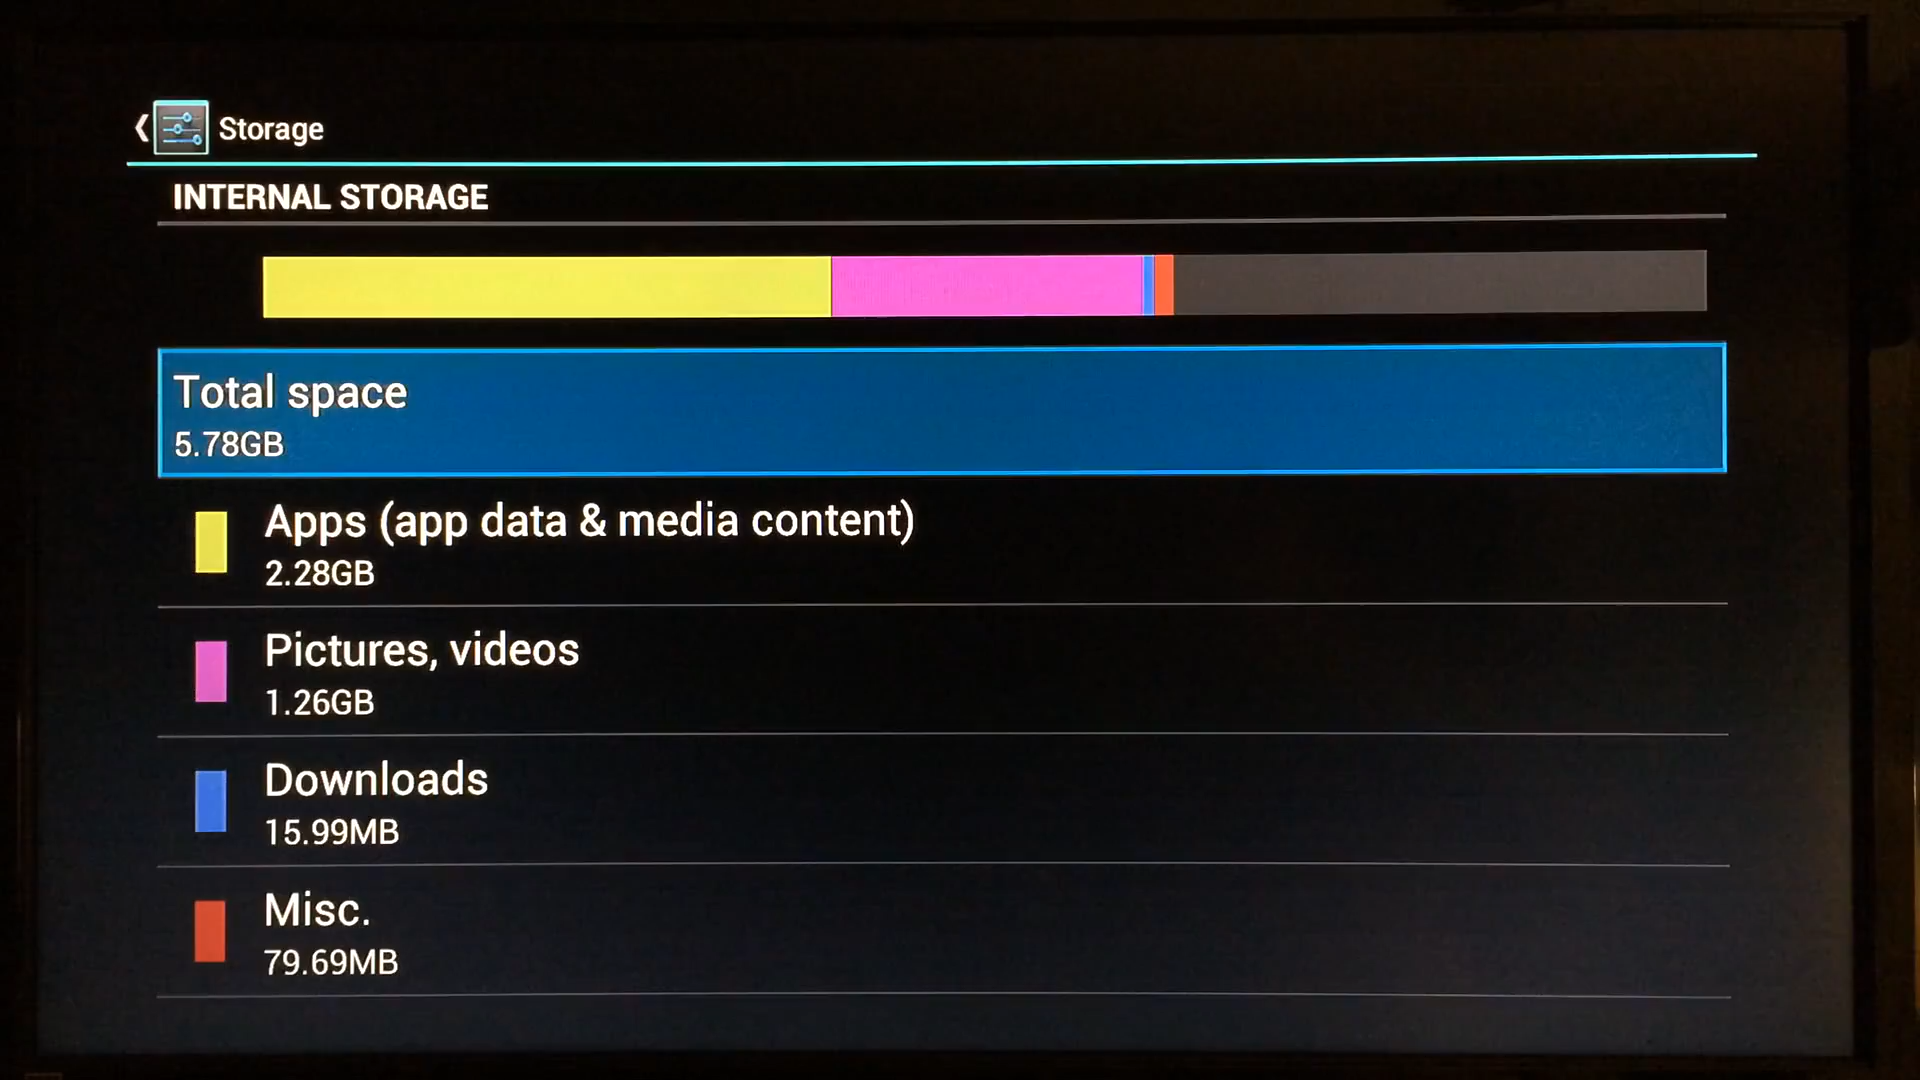 Storage
INTERNAL STORAGE
Total space
5.78GB
Apps (app data & media content)
2.28GB
Pictures, videos
1.26GB
Downloads
15.99MB
Misc.
79.69MB